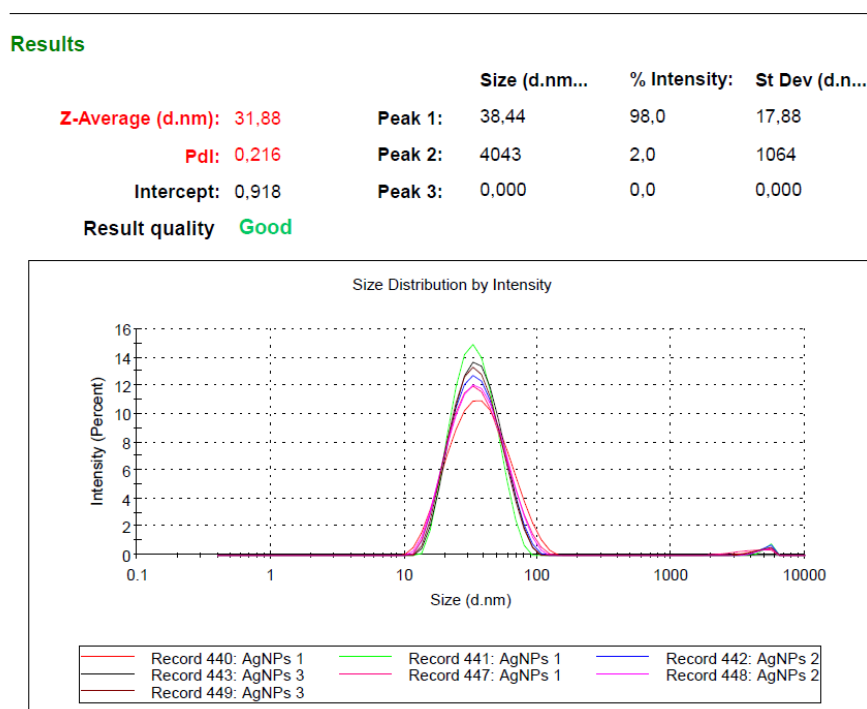 Results
Size (d.nm... % Intensity: St Dev (d.n...
Z-Average (d.nm): 31,88 Peak 1: 38,44 98,0 17,88
PdI: 0,216 Peak 2: 4043 2,0 1064
Intercept: 0,918 Peak 3: 0,000 0,0 0,000
Result quality Good
Size Distribution by Intensity
16
14
12
10
8
6
4
2
0
Intensity (Percent)
0.1 1 10 100 1000 10000
Size (d.nm)
Record 440: AgNPs 1 Record 441: AgNPs 1 Record 442: AgNPs 2
Record 443: AgNPs 3 Record 447: AgNPs 1 Record 448: AgNPs 2
Record 449: AgNPs 3